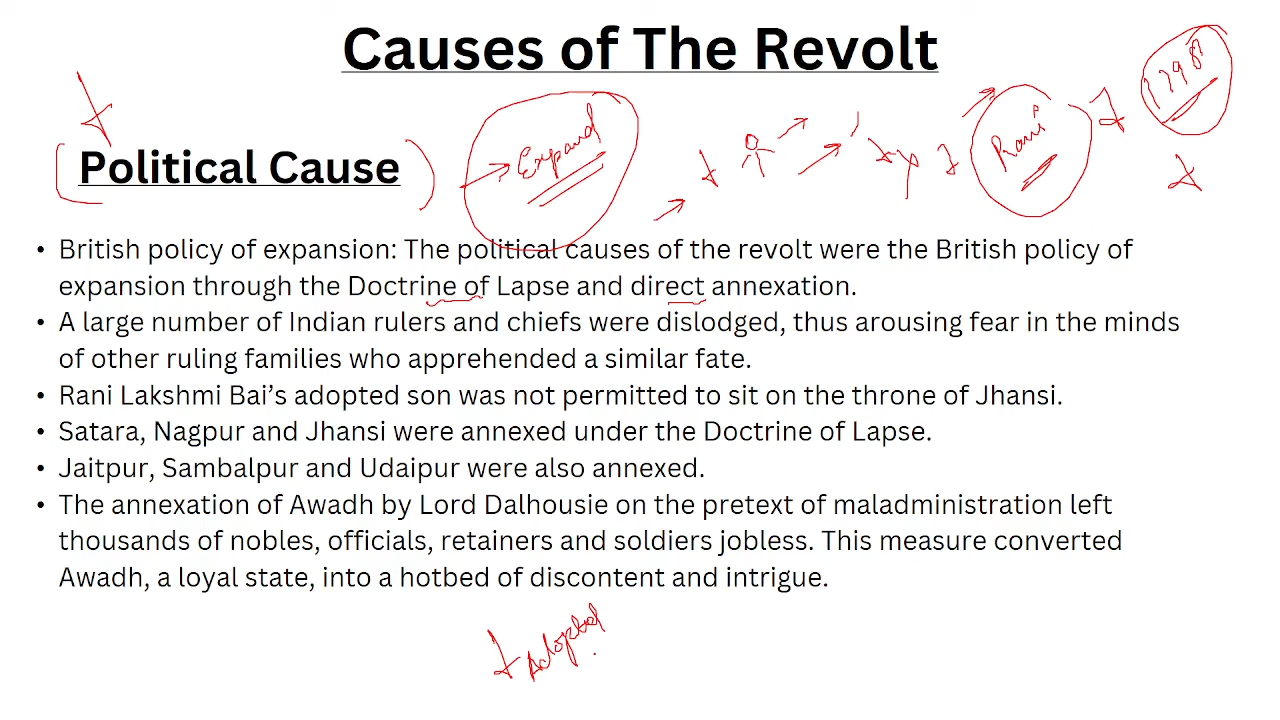 Causes of The Revolt
1798
Expand
Rani
Political Cause
• British policy of expansion: The political causes of the revolt were the British policy of
expansion through the Doctrine of Lapse and direct annexation.
• A large number of Indian rulers and chiefs were dislodged, thus arousing fear in the minds
of other ruling families who apprehended a similar fate.
• Rani Lakshmi Bai’s adopted son was not permitted to sit on the throne of Jhansi.
• Satara, Nagpur and Jhansi were annexed under the Doctrine of Lapse.
• Jaitpur, Sambalpur and Udaipur were also annexed.
• The annexation of Awadh by Lord Dalhousie on the pretext of maladministration left
thousands of nobles, officials, retainers and soldiers jobless. This measure converted
Awadh, a loyal state, into a hotbed of discontent and intrigue.
Adopted